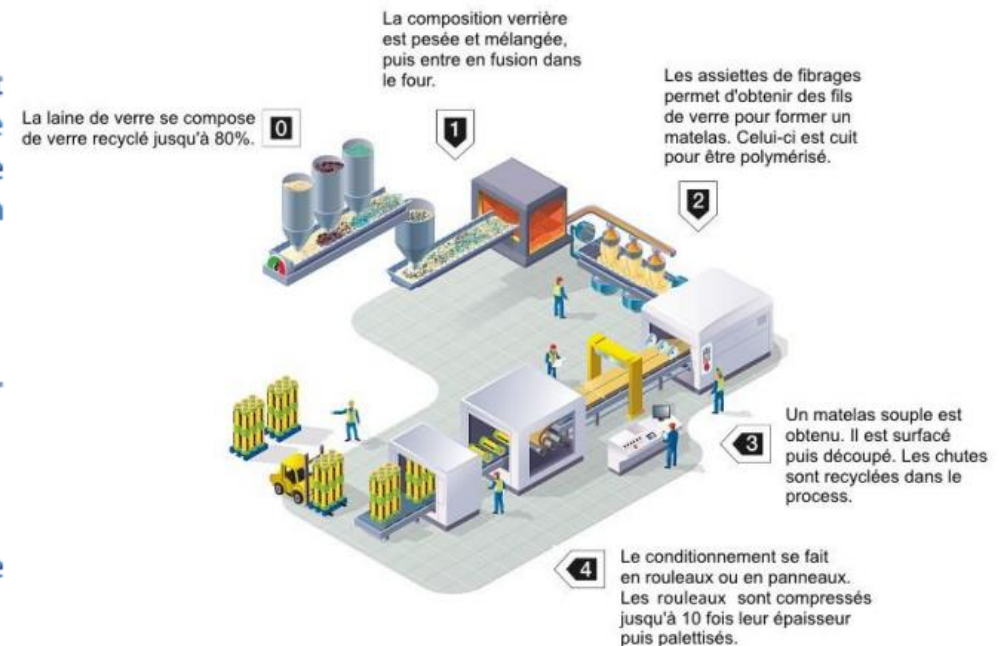 La composition verrière
est pesée et mélangée,
puis entre en fusion dans
le four.
La laine de verre se compose
de verre recyclé jusqu'à 80%.
0
1
Les assiettes de fibrages
permet d'obtenir des fils
de verre pour former un
matelas. Celui-ci est cuit
pour être polymérisé.
2
Un matelas souple est
obtenu. Il est surfacé
puis découpé. Les chutes
sont recyclées dans le
process.
3
Le conditionnement se fait
en rouleaux ou en panneaux.
Les rouleaux sont compressés
jusqu'à 10 fois leur épaisseur
puis palettisés.
4